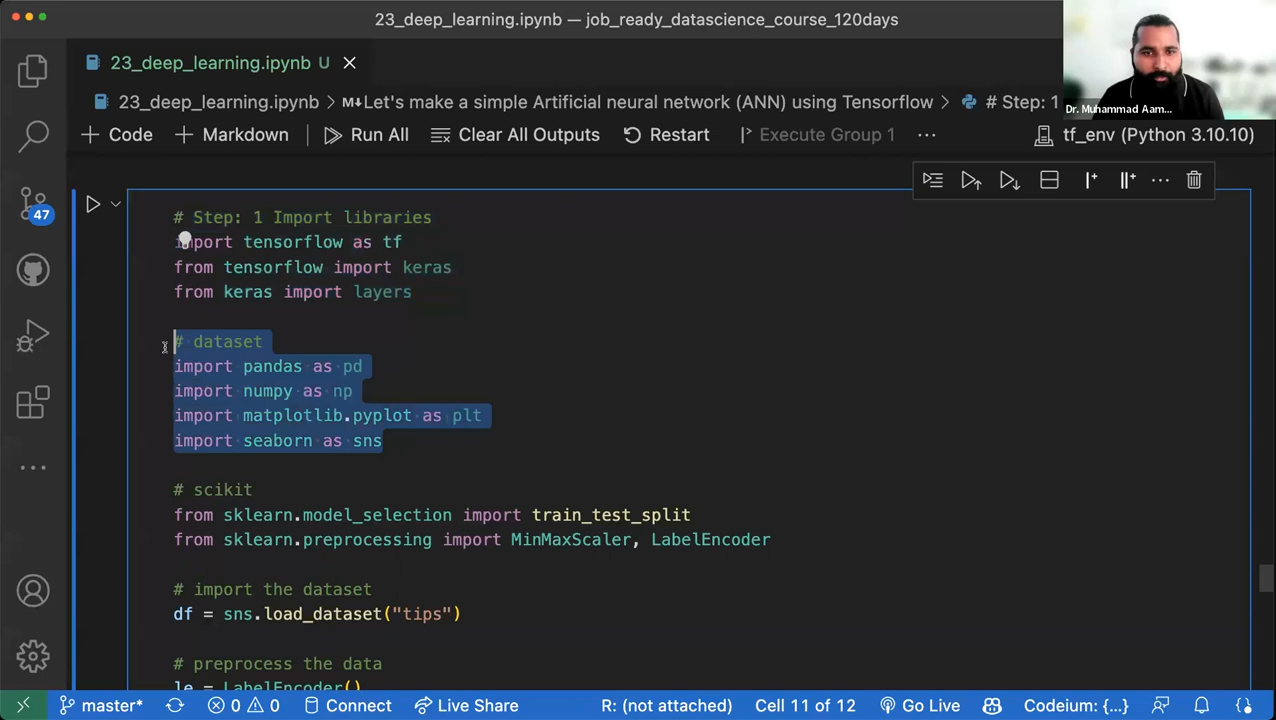 23_deep_learning.ipynb — job_ready_datascience_course_120days
23_deep_learning.ipynb U
23_deep_learning.ipynb > M↓Let's make a simple Artificial neural network (ANN) using Tensorflow > # Step: 1
Dr. Muhammad Aam...
+ Code + Markdown Run All Clear All Outputs Restart Execute Group 1 ... tf_env (Python 3.10.10)
47
# Step: 1 Import libraries
import tensorflow as tf
from tensorflow import keras
from keras import layers
# dataset
import pandas as pd
import numpy as np
import matplotlib.pyplot as plt
import seaborn as sns
# scikit
from sklearn.model_selection import train_test_split
from sklearn.preprocessing import MinMaxScaler, LabelEncoder
# import the dataset
df = sns.load_dataset("tips")
# preprocess the data
le = LabelEncoder()
master* 0 0 Connect Live Share R: (not attached) Cell 11 of 12 Go Live Codeium: {...}